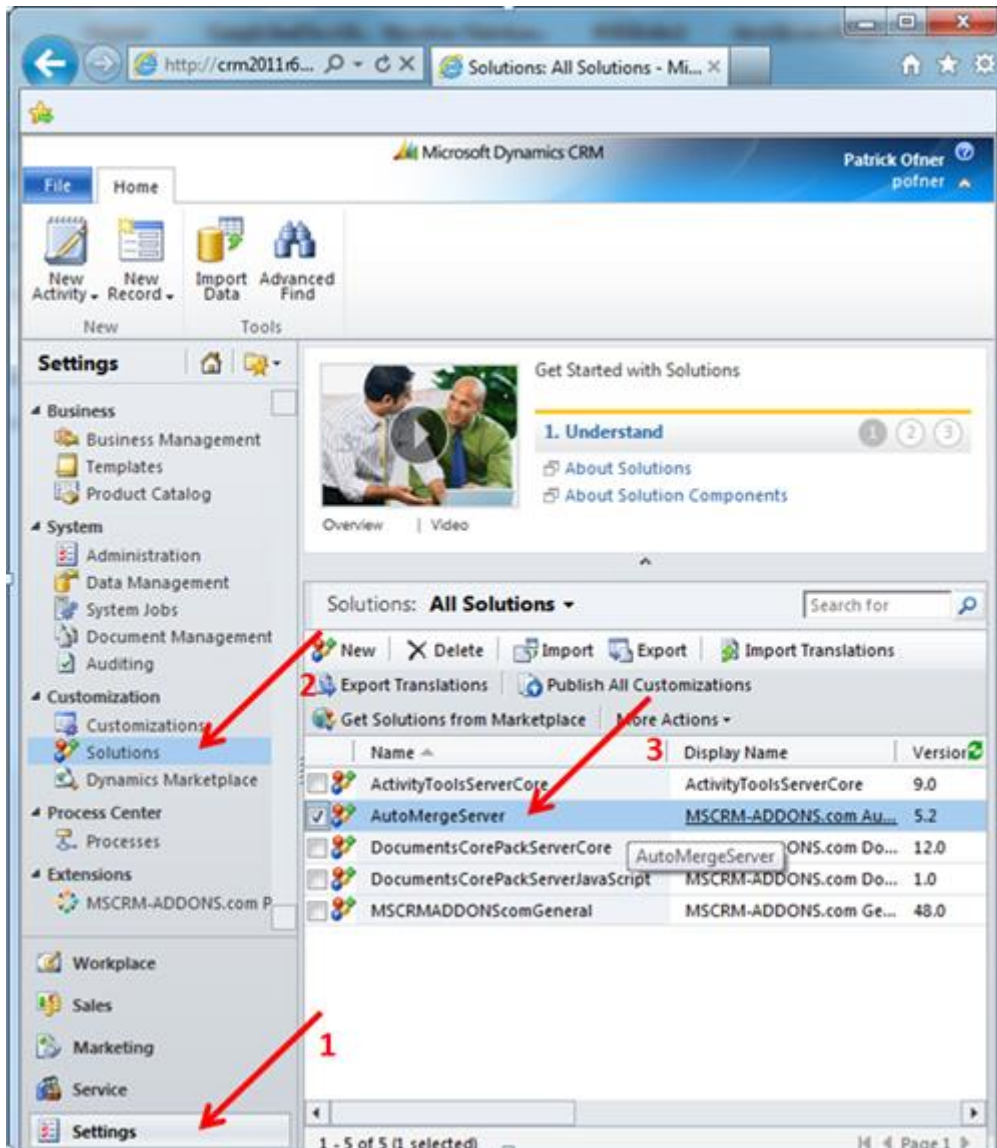 http://crm2011r6...
Solutions: All Solutions - Mi...
Microsoft Dynamics CRM
Patrick Ofner
pofner
File
Home
New Activity
New Record
Import Data
Advanced Find
New
Tools
Settings
Business
Business Management
Templates
Product Catalog
System
Administration
Data Management
System Jobs
Document Management
Auditing
Customization
Customizations
Solutions
Dynamics Marketplace
Process Center
Processes
Extensions
MSCRM-ADDONS.com P
Workplace
Sales
Marketing
Service
Settings
1
2
Get Started with Solutions
1. Understand
1 2 3
About Solutions
About Solution Components
Overview | Video
Solutions: All Solutions
Search for
New Delete Import Export Import Translations
Export Translations Publish All Customizations
Get Solutions from Marketplace More Actions
3
Name Display Name Version
ActivityToolsServerCore ActivityToolsServerCore 9.0
AutoMergeServer MSCRM-ADDONS.com Au... 5.2
DocumentsCorePackServerCore ONS.com Do... 12.0
AutoMergeServer
DocumentsCorePackServerJavaScript MSCRM-ADDONS.com Do... 1.0
MSCRMADDONScomGeneral MSCRM-ADDONS.com Ge... 48.0
1 - 5 of 5 (1 selected)
Page 1